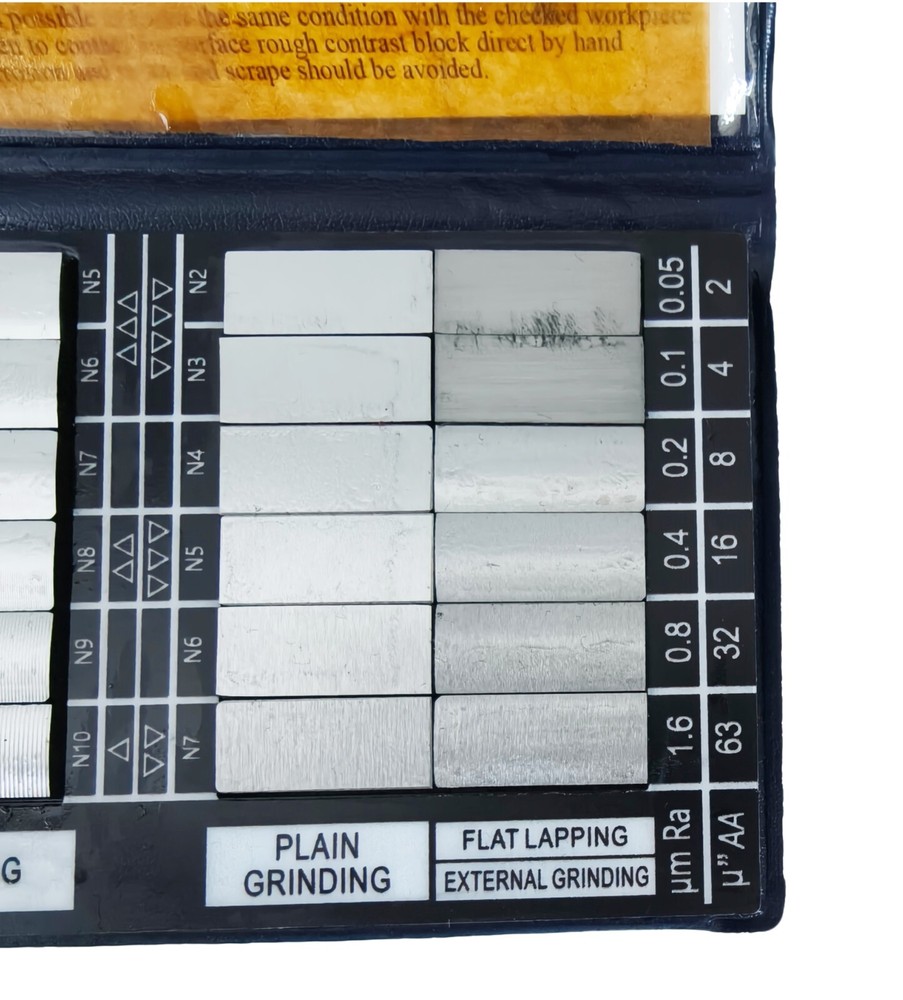 possible the same condition with the checked workpiece
to rough contrast block direct by hand
scrape should be avoided.
N5 N2 0.05 2
N6 N3 0.1 4
N7 N4 0.2 8
N8 N5 0.4 16
N9 N6 0.8 32
N10 N7 1.6 63
G
PLAIN
GRINDING
FLAT LAPPING
EXTERNAL GRINDING
µm Ra
µ” AA